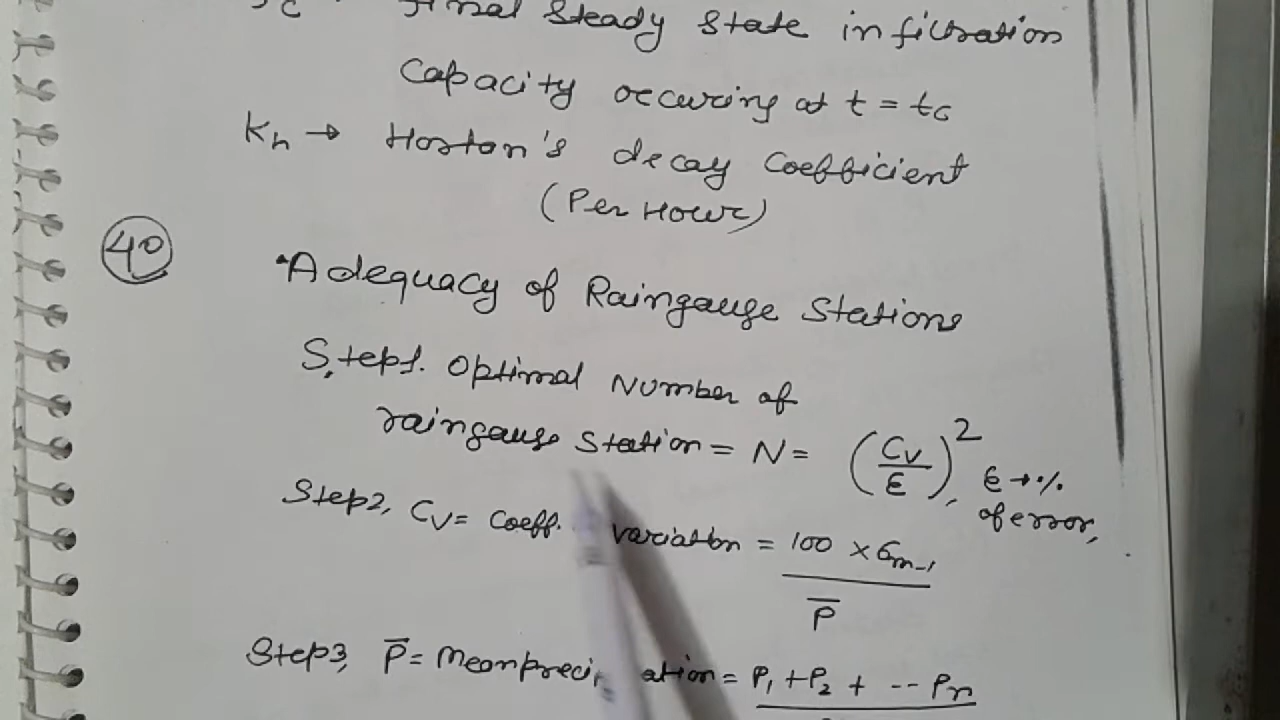 final Steady State infiltration
Capacity occuring at t = tc
Kh → Horton's decay Coefficient
(Per Hour)
40
Adequacy of Raingauge Stations
Step1. Optimal Number of
raingauge Station = N = (Cv/ε)², ε→%
of error,
Step2, Cv = Coeff. variation = 100 × σm-1 / P̅
Step3, P̅ = Mean preci ation = P1 + P2 + -- Pn